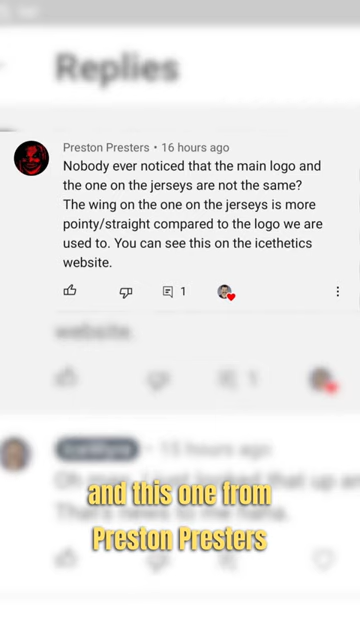 Replies
Preston Presters • 16 hours ago
Nobody ever noticed that the main logo and
the one on the jerseys are not the same?
The wing on the one on the jerseys is more
pointy/straight compared to the logo we are
used to. You can see this on the icethetics
website.
1
website.
1
15 hours ago
and this one from
Preston Presters